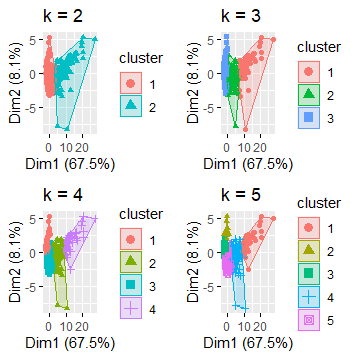 k = 2
5
0
-5
0 10 20
Dim1 (67.5%)
Dim2 (8.1%)
cluster
1
2
k = 3
5
0
-5
0 10 20
Dim1 (67.5%)
Dim2 (8.1%)
cluster
1
2
3
k = 4
5
0
-5
0 10 20
Dim1 (67.5%)
Dim2 (8.1%)
cluster
1
2
3
4
k = 5
5
0
-5
0 10 20
Dim1 (67.5%)
Dim2 (8.1%)
cluster
1
2
3
4
5